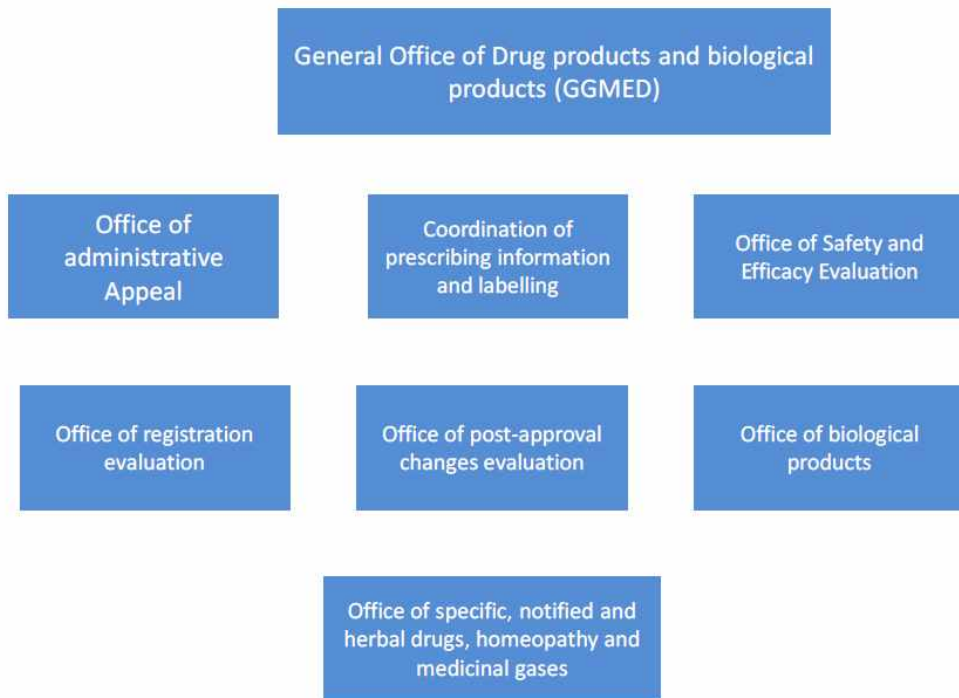 General Office of Drug products and biological
products (GGMED)
Office of
administrative
Appeal
Coordination of
prescribing information
and labelling
Office of Safety and
Efficacy Evaluation
Office of registration
evaluation
Office of post-approval
changes evaluation
Office of biological
products
Office of specific, notified and
herbal drugs, homeopathy and
medicinal gases